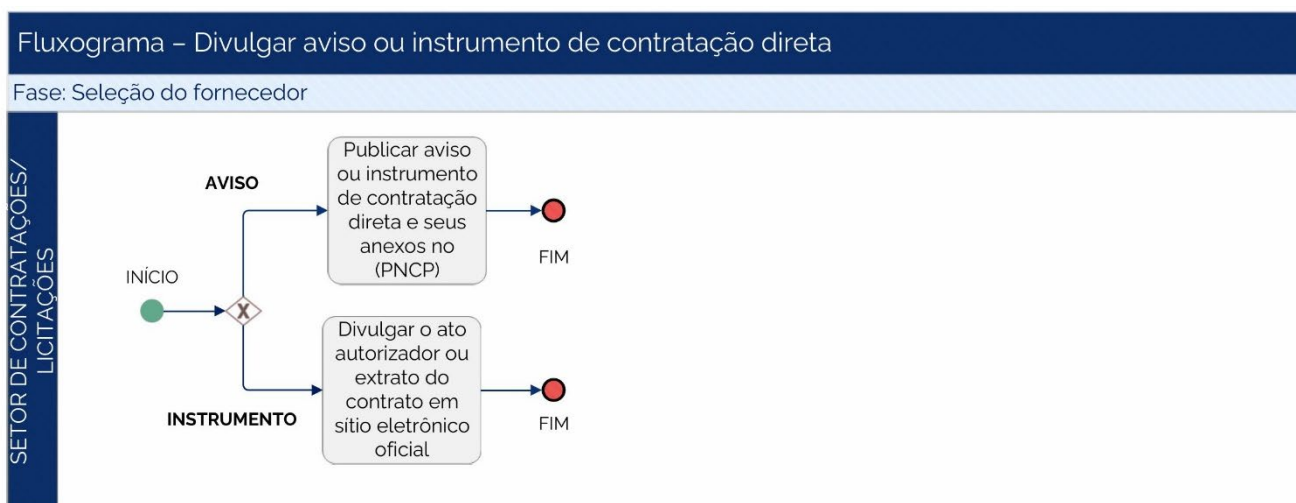 Fluxograma – Divulgar aviso ou instrumento de contratação direta
Fase: Seleção do fornecedor
SETOR DE CONTRATAÇÕES/
LICITAÇÕES
INÍCIO
X
AVISO
Publicar aviso
ou instrumento
de contratação
direta e seus
anexos no
(PNCP)
FIM
INSTRUMENTO
Divulgar o ato
autorizador ou
extrato do
contrato em
sítio eletrônico
oficial
FIM